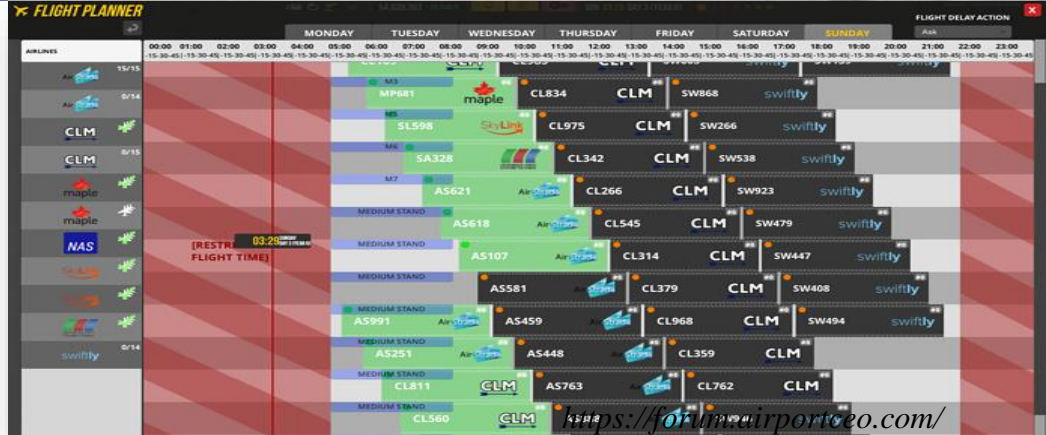 FLIGHT PLANNER
FLIGHT DELAY ACTION
Ask
MONDAY TUESDAY WEDNESDAY THURSDAY FRIDAY SATURDAY SUNDAY
AIRLINES
00:00 01:00 02:00 03:00 04:00 05:00 06:00 07:00 08:00 09:00 10:00 11:00 12:00 13:00 14:00 15:00 16:00 17:00 18:00 19:00 20:00 21:00 22:00 23:00
15/15
M3
MP681 maple CL834 CLM SW868 swiftly
0/14
M5
SL598 SkyLink CL975 CLM SW266 swiftly
CLM
M6
SA328 CL342 CLM SW538 swiftly
CLM 0/15
M7
AS621 CL266 CLM SW923 swiftly
maple
MEDIUM STAND
AS618 CL545 CLM SW479 swiftly
maple
MEDIUM STAND
03:29
[RESTR
FLIGHT TIME]
AS107 CL314 CLM SW447 swiftly
NAS
MEDIUM STAND
AS581 CL379 CLM SW408 swiftly
MEDIUM STAND
AS991 AS459 CL968 CLM SW494 swiftly
MEDIUM STAND
AS251 AS448 CL359 CLM
swiftly 0/14
MEDIUM STAND
CL811 CLM AS763 CL762 CLM
MEDIUM STAND
CL560 CLM
https://forum.airportceo.com/